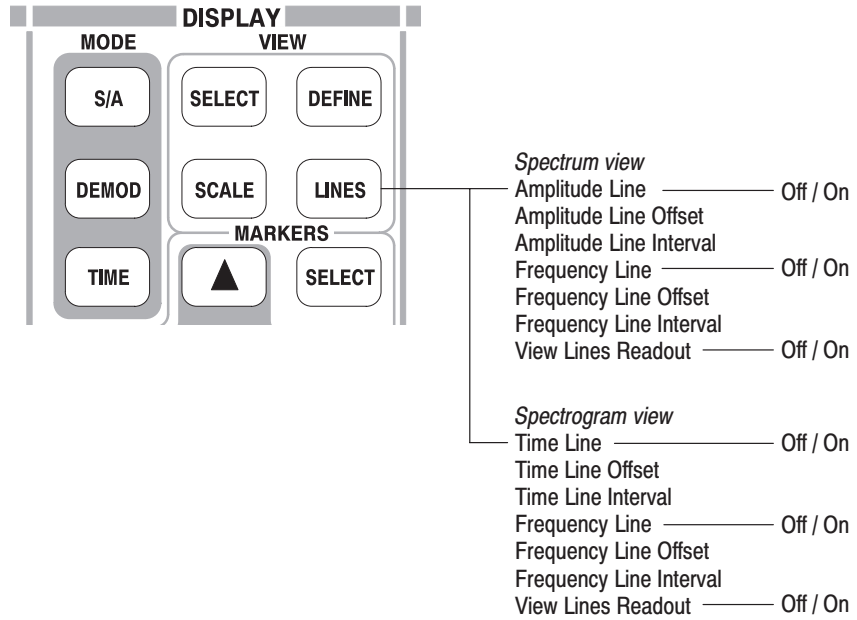 DISPLAY
MODE
VIEW
S/A
SELECT
DEFINE
DEMOD
SCALE
LINES
MARKERS
TIME
SELECT
Spectrum view
Amplitude Line Off / On
Amplitude Line Offset
Amplitude Line Interval
Frequency Line Off / On
Frequency Line Offset
Frequency Line Interval
View Lines Readout Off / On
Spectrogram view
Time Line Off / On
Time Line Offset
Time Line Interval
Frequency Line Off / On
Frequency Line Offset
Frequency Line Interval
View Lines Readout Off / On